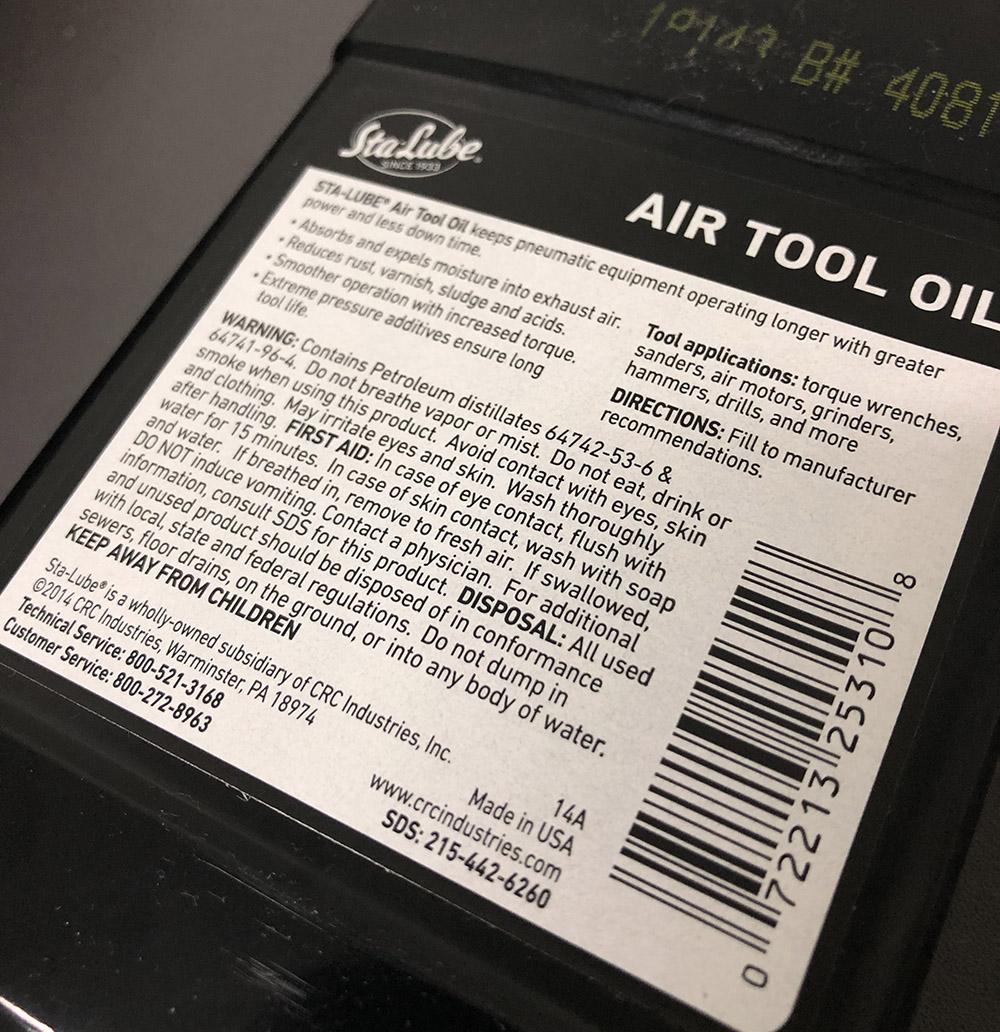 B# 4081
Sta-Lube®
SINCE 1933
AIR TOOL OIL
STA-LUBE® Air Tool Oil keeps pneumatic equipment operating longer with greater
power and less down time.
• Absorbs and expels moisture into exhaust air.
• Reduces rust, varnish, sludge and acids.
• Smoother operation with increased torque.
• Extreme pressure additives ensure long
tool life.
Tool applications: torque wrenches,
sanders, air motors, grinders,
hammers, drills, and more
DIRECTIONS: Fill to manufacturer
recommendations.
WARNING: Contains Petroleum distillates 64742-53-6 &
64741-96-4. Do not breathe vapor or mist. Do not eat, drink or
smoke when using this product. Avoid contact with eyes, skin
and clothing. May irritate eyes and skin. Wash thoroughly
after handling. FIRST AID: In case of eye contact, flush with
water for 15 minutes. In case of skin contact, wash with soap
and water. If breathed in, remove to fresh air. If swallowed,
DO NOT induce vomiting. Contact a physician. For additional
information, consult SDS for this product. DISPOSAL: All used
and unused product should be disposed of in conformance
with local, state and federal regulations. Do not dump in
sewers, floor drains, on the ground, or into any body of water.
KEEP AWAY FROM CHILDREN
Sta-Lube® is a wholly-owned subsidiary of CRC Industries, Inc.
©2014 CRC Industries, Warminster, PA 18974
Technical Service: 800-521-3168
Customer Service: 800-272-8963
14A
Made in USA
www.crcindustries.com
SDS: 215-442-6260
0 72213 25310 8